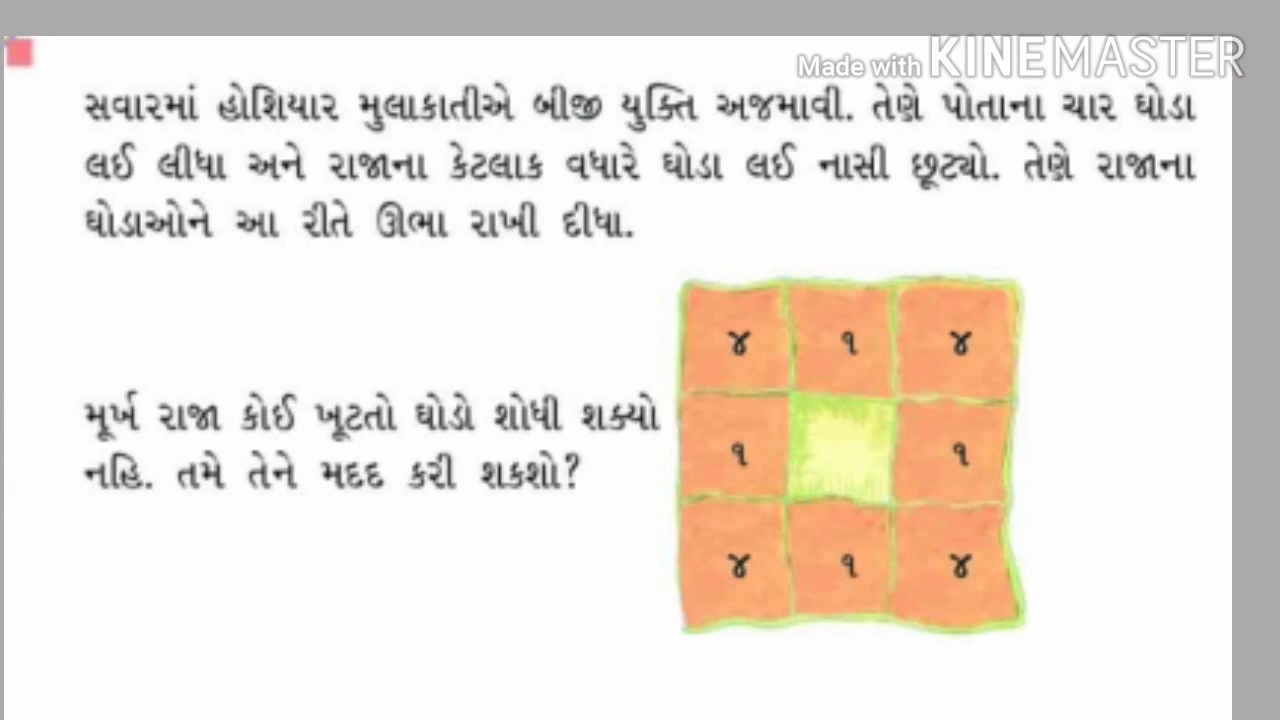 Made with KINEMASTER
સવારમાં હોશિયાર મુલાકાતીએ બીજી યુક્તિ અજમાવી. તેણે પોતાના ચાર ઘોડા
લઈ લીધા અને રાજાના કેટલાક વધારે ઘોડા લઈ નાસી છૂટ્યો. તેણે રાજાના
ઘોડાઓને આ રીતે ઊભા રાખી દીધા.
૪ ૧ ૪
મૂર્ખ રાજા કોઈ ખૂટતો ઘોડો શોધી શક્યો
નહિ. તમે તેને મદદ કરી શકશો?
૧ ૧
૪ ૧ ૪